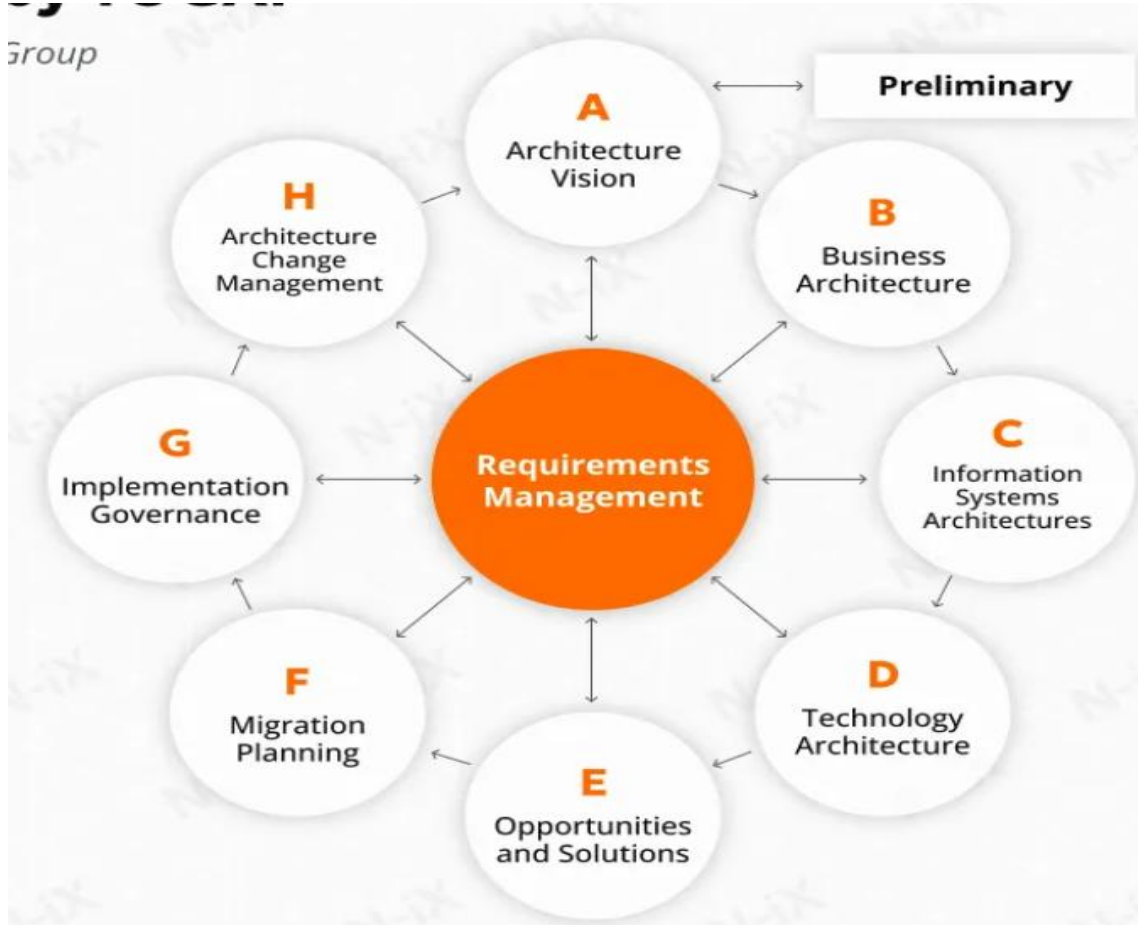 Group
Preliminary
A
Architecture
Vision
B
Business
Architecture
C
Information
Systems
Architectures
D
Technology
Architecture
E
Opportunities
and Solutions
F
Migration
Planning
G
Implementation
Governance
H
Architecture
Change
Management
Requirements
Management
N-iX